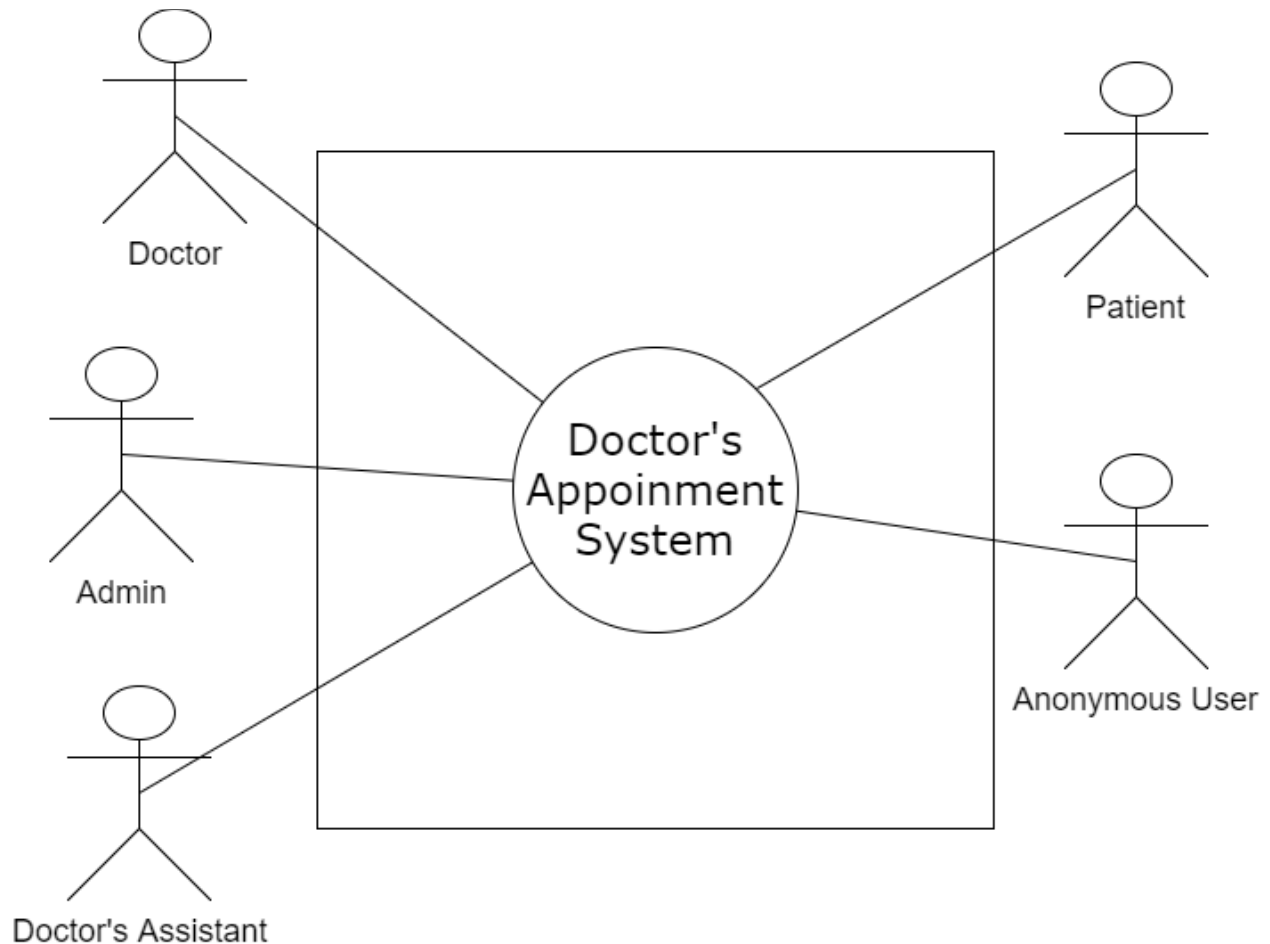 Doctor
Patient
Doctor's
Appoinment
System
Admin
Anonymous User
Doctor's Assistant